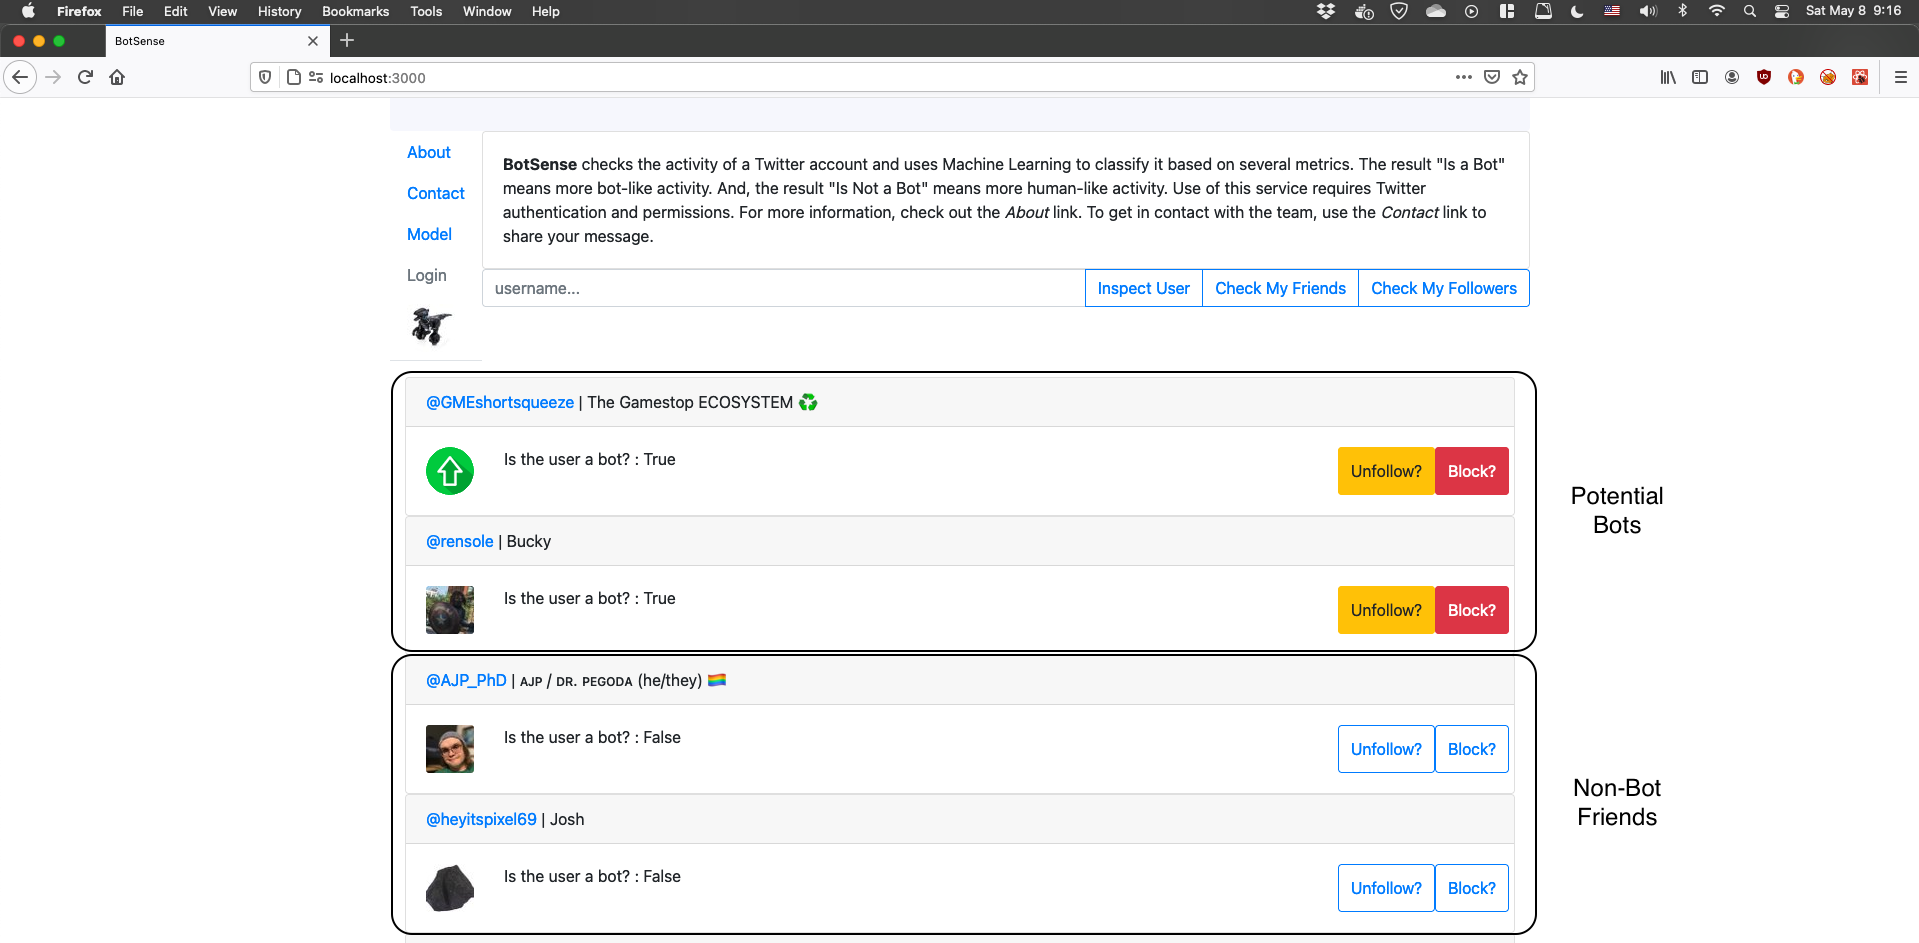 Firefox File Edit View History Bookmarks Tools Window Help Sat May 8 9:16
BotSense
localhost:3000
About
Contact
Model
Login
BotSense checks the activity of a Twitter account and uses Machine Learning to classify it based on several metrics. The result "Is a Bot"
means more bot-like activity. And, the result "Is Not a Bot" means more human-like activity. Use of this service requires Twitter
authentication and permissions. For more information, check out the About link. To get in contact with the team, use the Contact link to
share your message.
username... Inspect User Check My Friends Check My Followers
@GMEshortsqueeze | The Gamestop ECOSYSTEM ♻️
Is the user a bot? : True Unfollow? Block?
@rensole | Bucky
Is the user a bot? : True Unfollow? Block?
Potential
Bots
@AJP_PhD | ᴀᴊᴘ / ᴅʀ. ᴘᴇɢᴏᴅᴀ (he/they) 🏳️‍🌈
Is the user a bot? : False Unfollow? Block?
@heyitspixel69 | Josh
Is the user a bot? : False Unfollow? Block?
Non-Bot
Friends